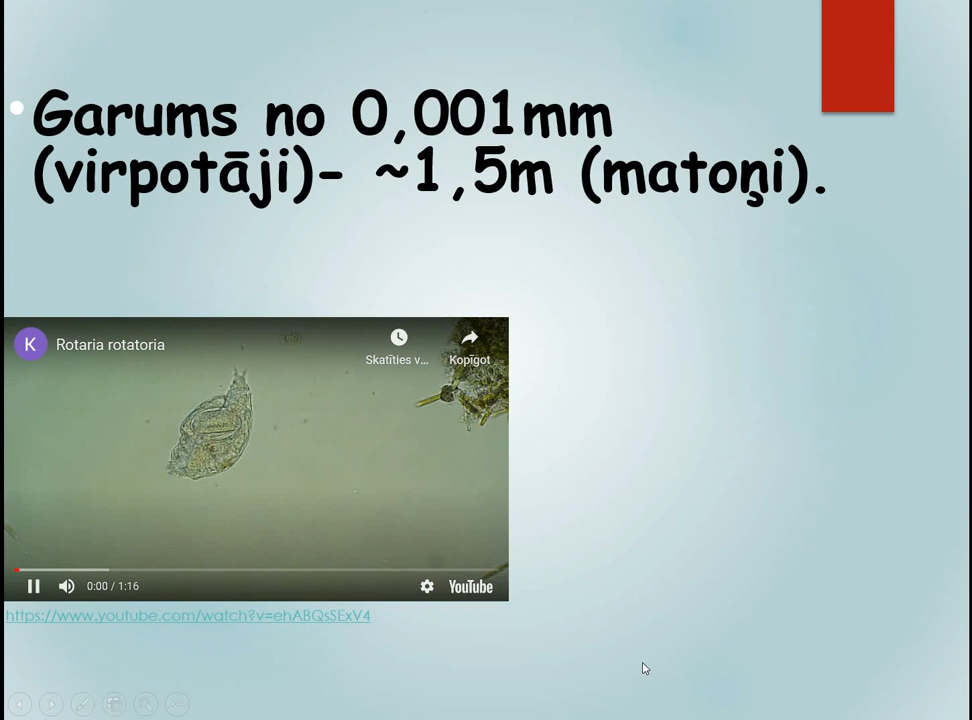 Garums no 0,001mm
(virpotāji)- ~1,5m (matoņi).
K Rotaria rotatoria
Skatīties v... Kopīgot
0:00 / 1:16 YouTube
https://www.youtube.com/watch?v=ehABQsSExV4